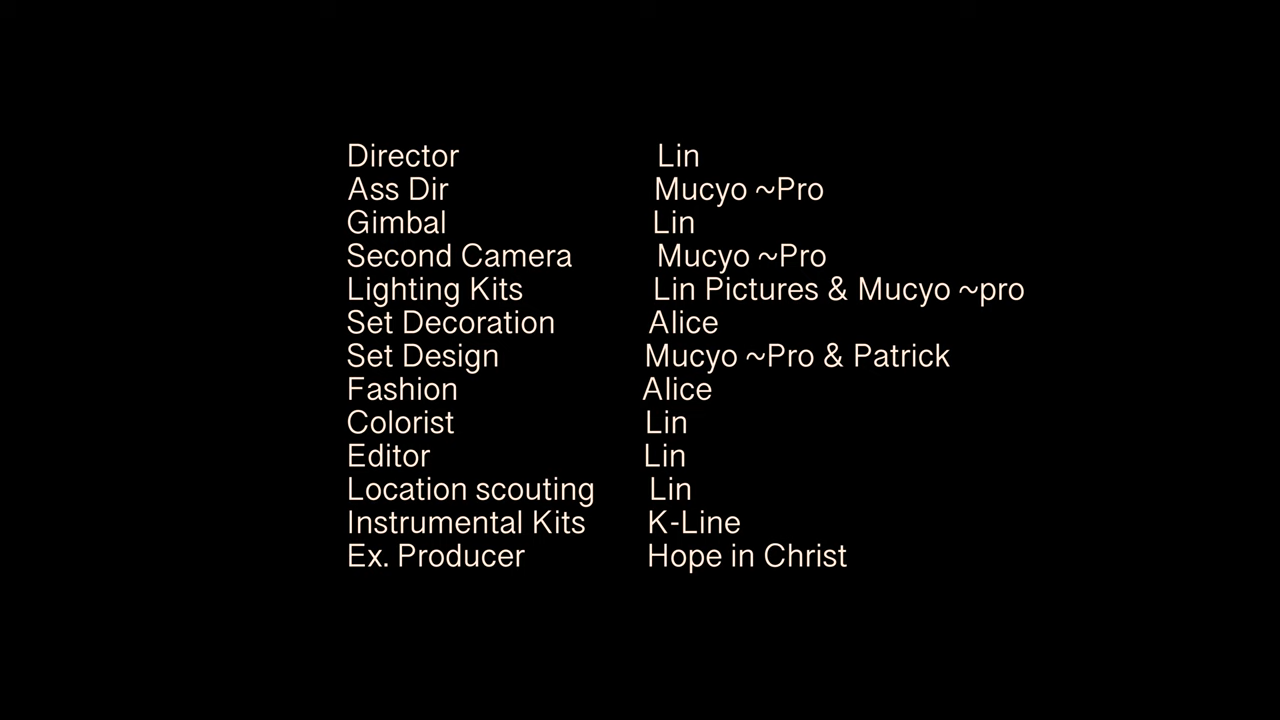 Director Lin
Ass Dir Mucyo ~Pro
Gimbal Lin
Second Camera Mucyo ~Pro
Lighting Kits Lin Pictures & Mucyo ~pro
Set Decoration Alice
Set Design Mucyo ~Pro & Patrick
Fashion Alice
Colorist Lin
Editor Lin
Location scouting Lin
Instrumental Kits K-Line
Ex. Producer Hope in Christ